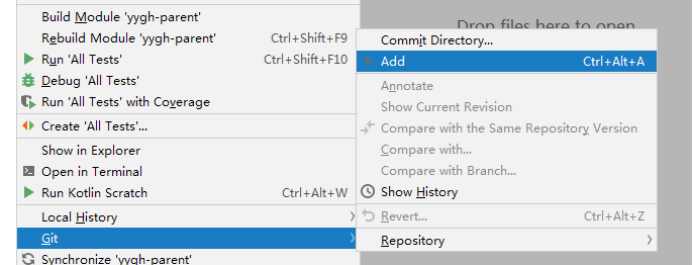 Build Module 'yygh-parent'
Rebuild Module 'yygh-parent' Ctrl+Shift+F9
Run 'All Tests' Ctrl+Shift+F10
Debug 'All Tests'
Run 'All Tests' with Coverage
Create 'All Tests'...
Show in Explorer
Open in Terminal
Run Kotlin Scratch Ctrl+Alt+W
Local History
Git
Synchronize 'yygh-parent'
Drop files here to open
Commit Directory...
Add Ctrl+Alt+A
Annotate
Show Current Revision
Compare with the Same Repository Version
Compare with...
Compare with Branch...
Show History
Revert... Ctrl+Alt+Z
Repository